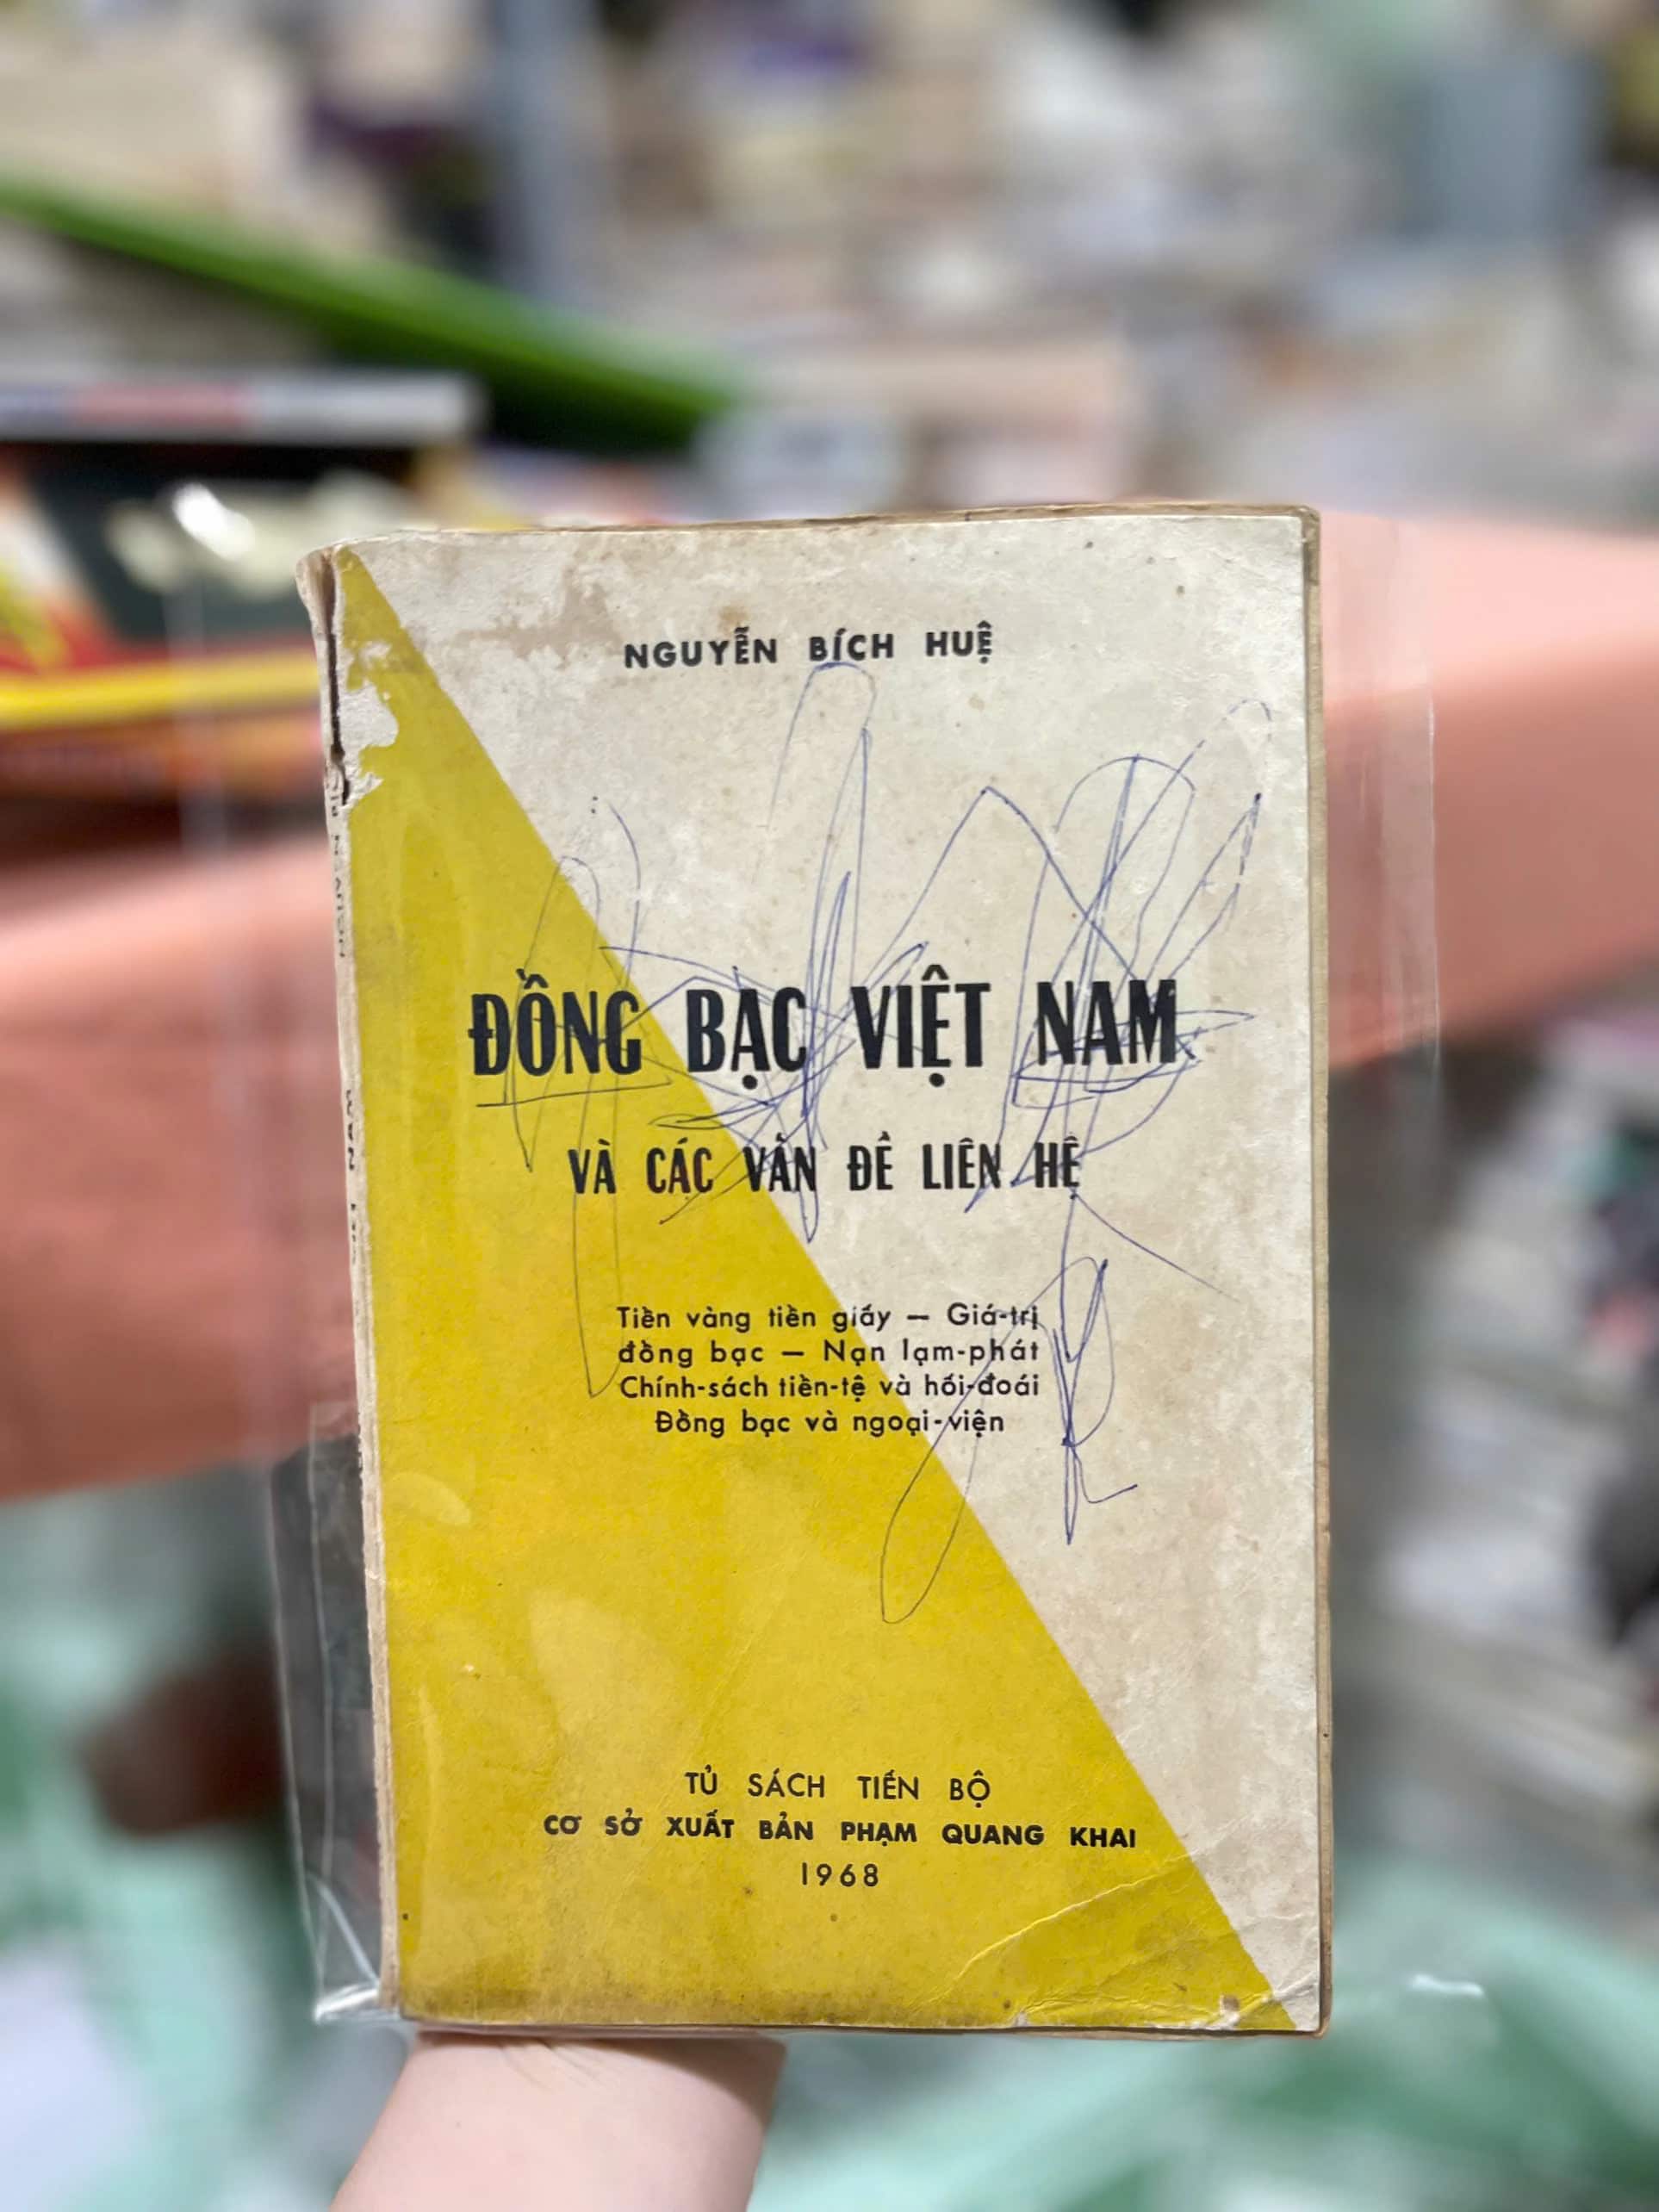 NGUYỄN BÍCH HUỆ
ĐỒNG BẠC VIỆT NAM
VÀ CÁC VẤN ĐỀ LIÊN HỆ
Tiền vàng tiền giấy — Giá-trị
đồng bạc — Nạn lạm-phát
Chính-sách tiền-tệ và hối-đoái
Đồng bạc và ngoại-viện
TỦ SÁCH TIẾN BỘ
CƠ SỞ XUẤT BẢN PHẠM QUANG KHAI
1968